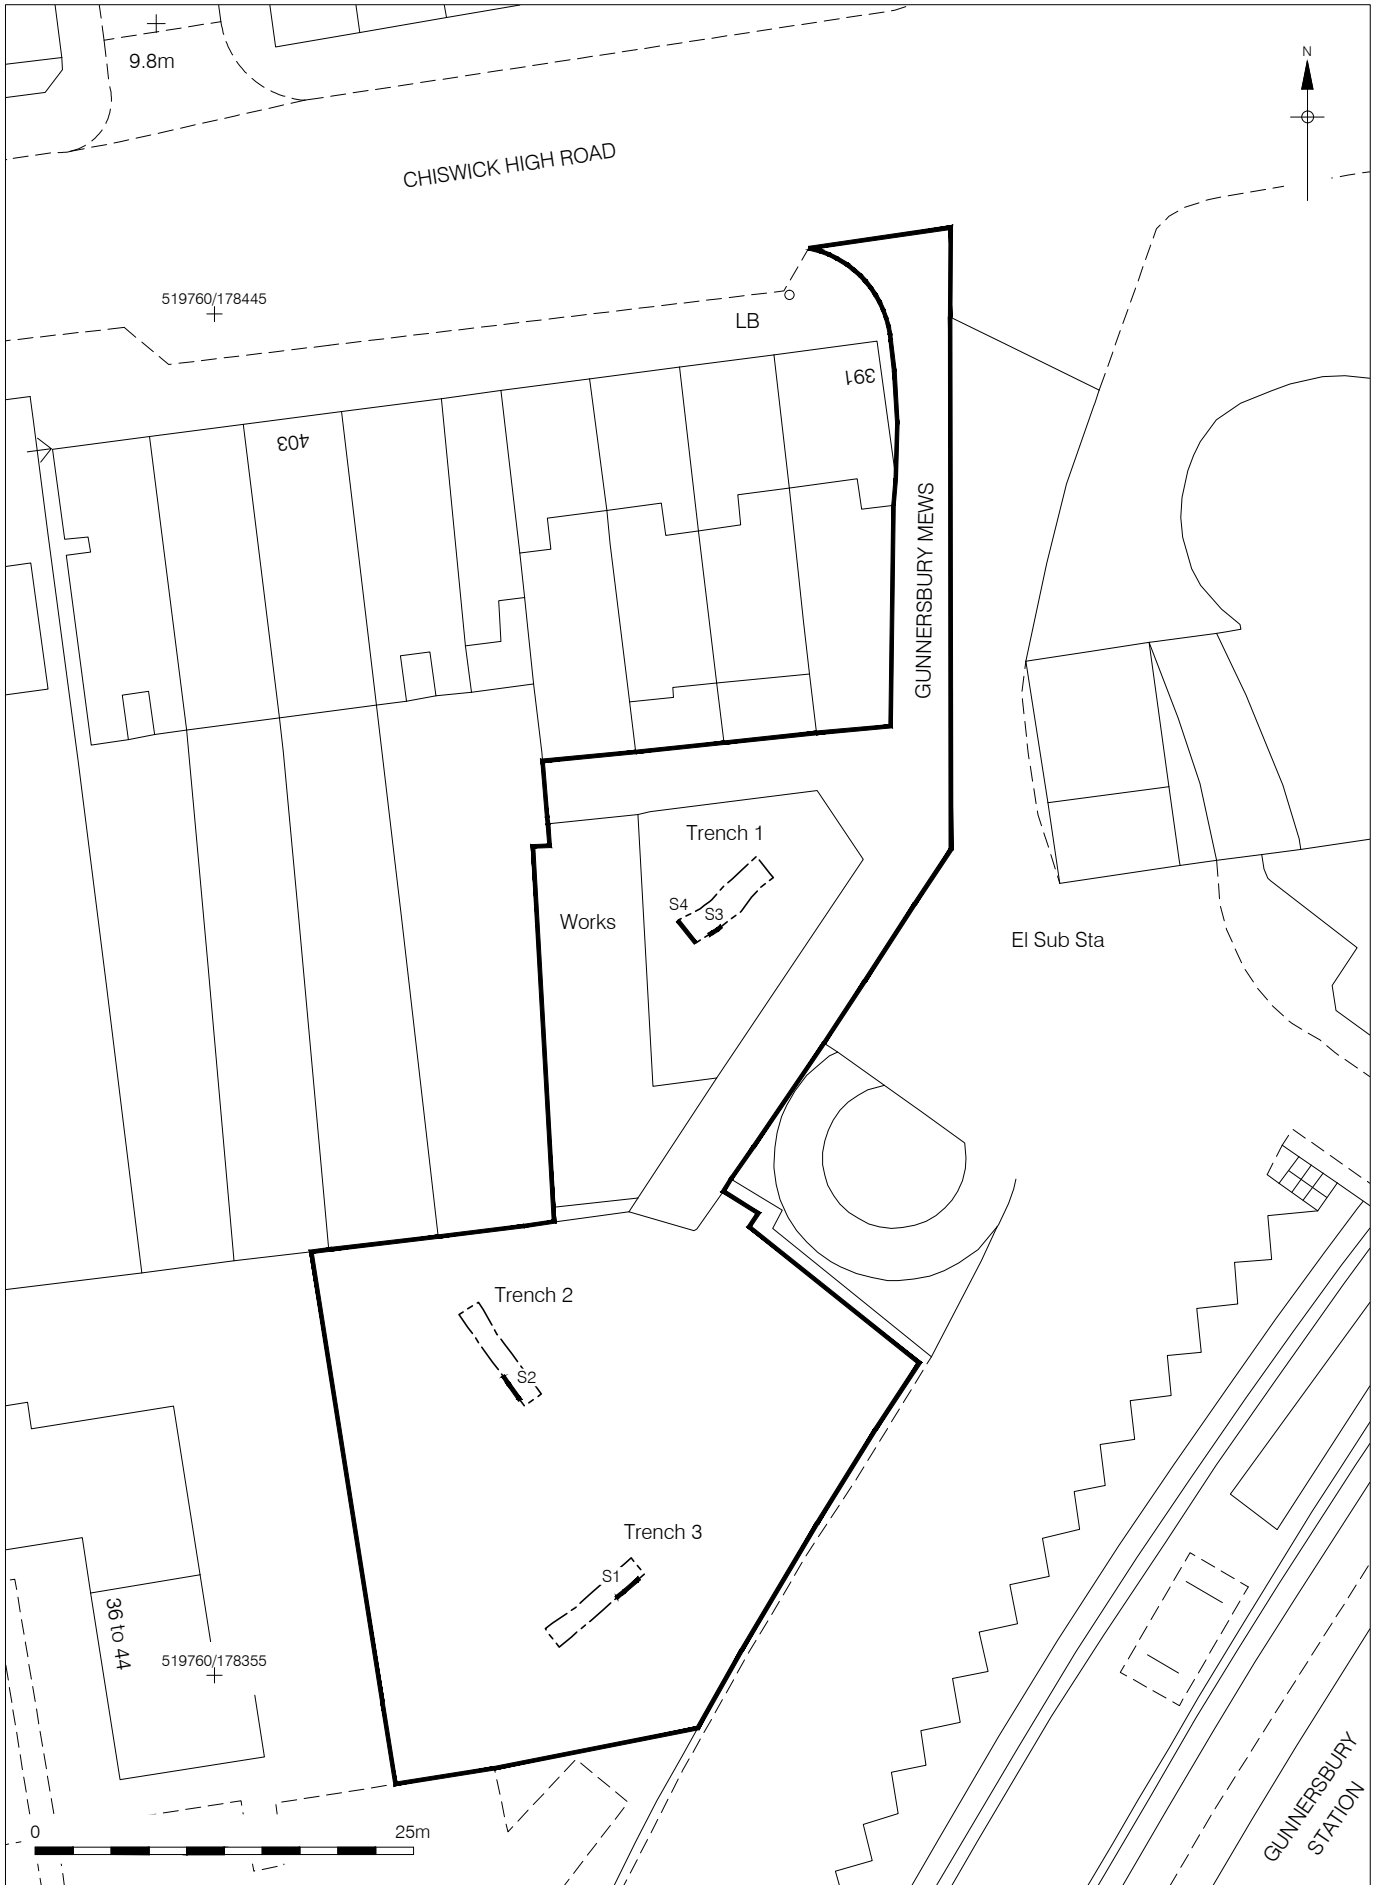 N
9.8m
CHISWICK HIGH ROAD
519760/178445
LB
391
403
GUNNERSBURY MEWS
Trench 1
S4
S3
Works
El Sub Sta
Trench 2
S2
Trench 3
S1
36 to 44
519760/178355
GUNNERSBURY
STATION
0 25m